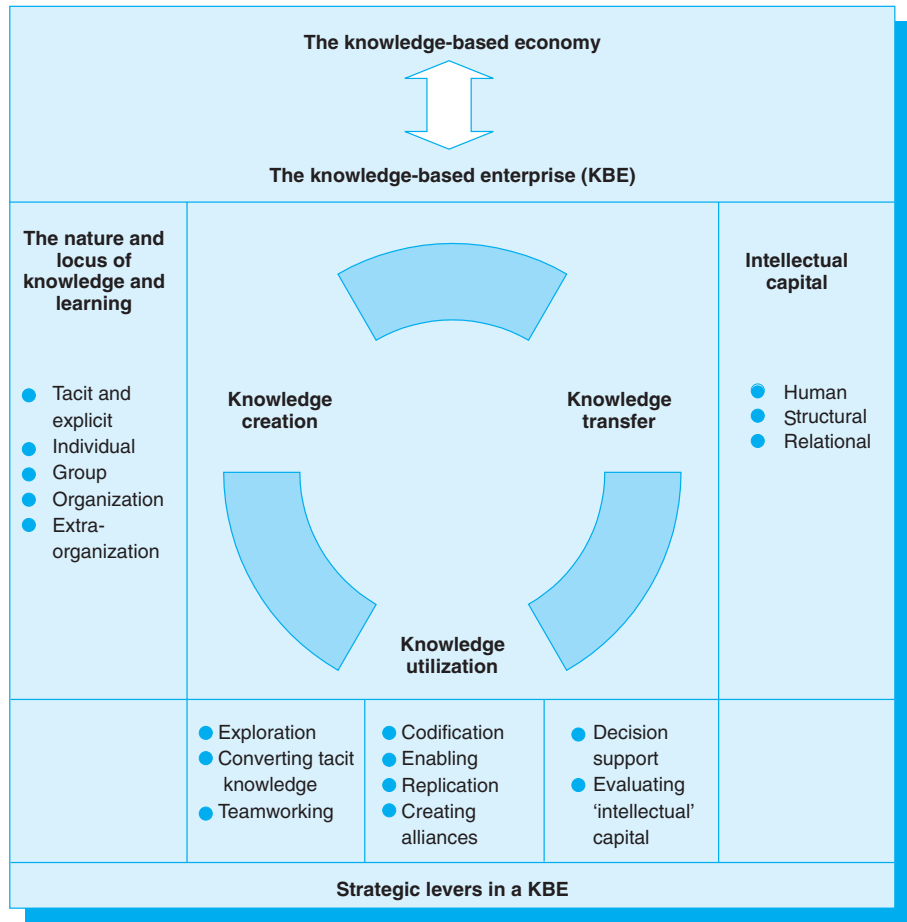 The knowledge-based economy
The knowledge-based enterprise (KBE)
The nature and
locus of
knowledge and
learning
Tacit and
explicit
Individual
Group
Organization
Extra-
organization
Knowledge
creation
Knowledge
transfer
Knowledge
utilization
Intellectual
capital
Human
Structural
Relational
Exploration
Converting tacit
knowledge
Teamworking
Codification
Enabling
Replication
Creating
alliances
Decision
support
Evaluating
‘intellectual’
capital
Strategic levers in a KBE